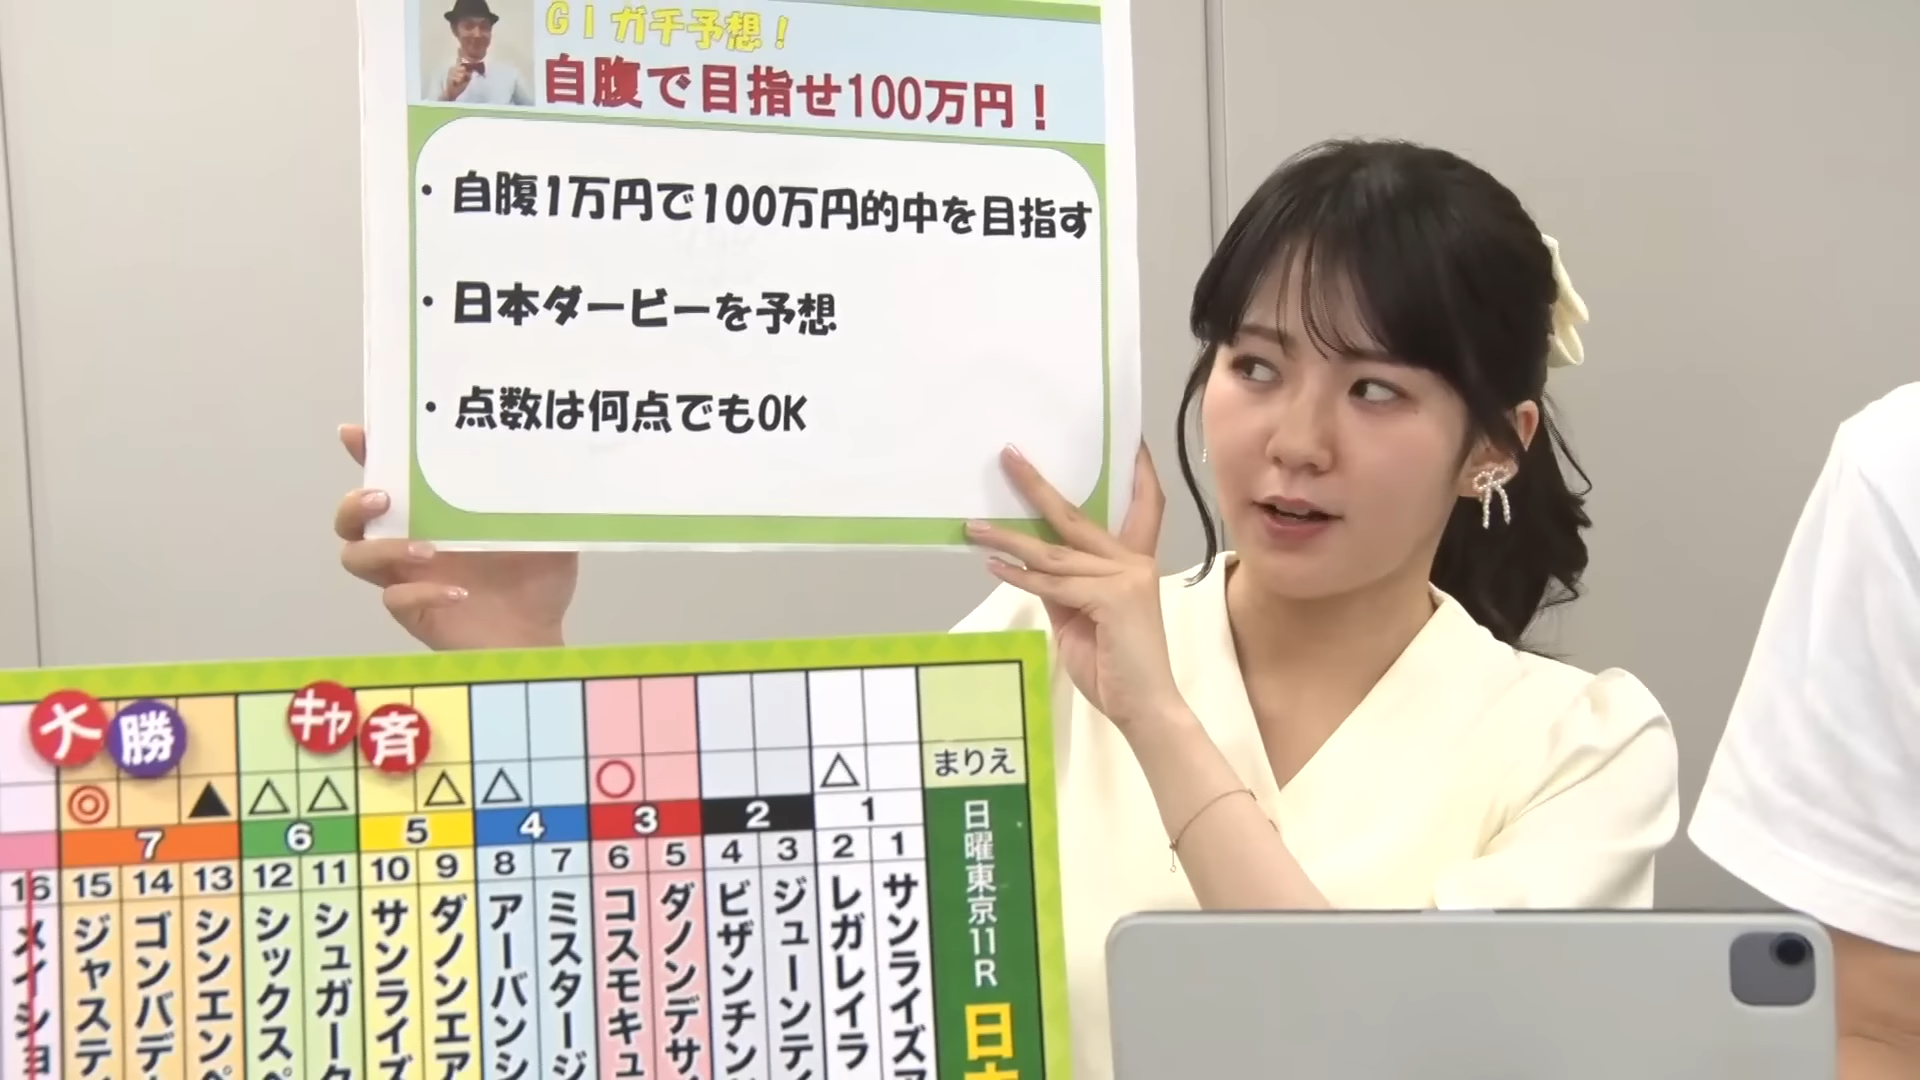 GⅠガチ予想!
自腹で目指せ100万円!
・自腹1万円で100万円的中を目指す
・日本ダービーを予想
・点数は何点でもOK
大 勝 キャ 斉
まりえ
◎ ▲ △ △ △ △ ○ △
7 6 5 4 3 2 1
16 15 14 13 12 11 10 9 8 7 6 5 4 3 2 1
日曜東京11R
サンライズ
レガレイラ
ジューンテイ
ビザンチン
ダノンデサ
コスモキュ
ミスタージ
アーバンシ
ダノンエア
サンライズ
シュガーク
シックスペ
シンエンペ
ゴンバデ
ジャステ
メイショ